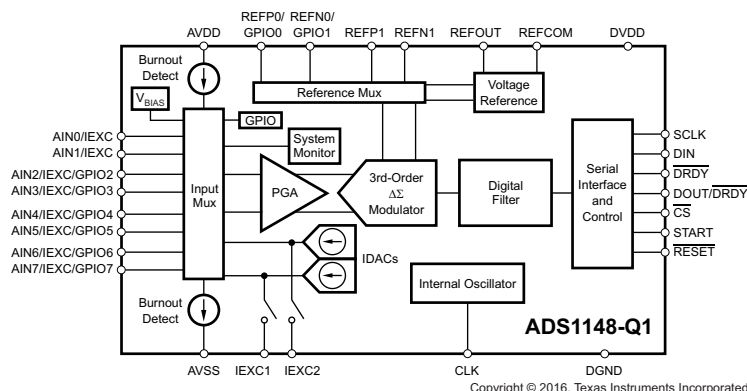 REFP0/ REFN0/
AVDD GPIO0 GPIO1 REFP1 REFN1 REFOUT REFCOM DVDD
Burnout
Detect
Reference Mux
Voltage
Reference
VBIAS
GPIO
AIN0/IEXC
AIN1/IEXC
AIN2/IEXC/GPIO2
AIN3/IEXC/GPIO3
AIN4/IEXC/GPIO4
AIN5/IEXC/GPIO5
AIN6/IEXC/GPIO6
AIN7/IEXC/GPIO7
Input
Mux
System
Monitor
PGA
3rd-Order
ΔΣ
Modulator
Digital
Filter
Serial
Interface
and
Control
SCLK
DIN
DRDY
DOUT/DRDY
CS
START
RESET
IDACs
Internal Oscillator
Burnout
Detect
ADS1148-Q1
AVSS IEXC1 IEXC2 CLK DGND
Copyright © 2016, Texas Instruments Incorporated